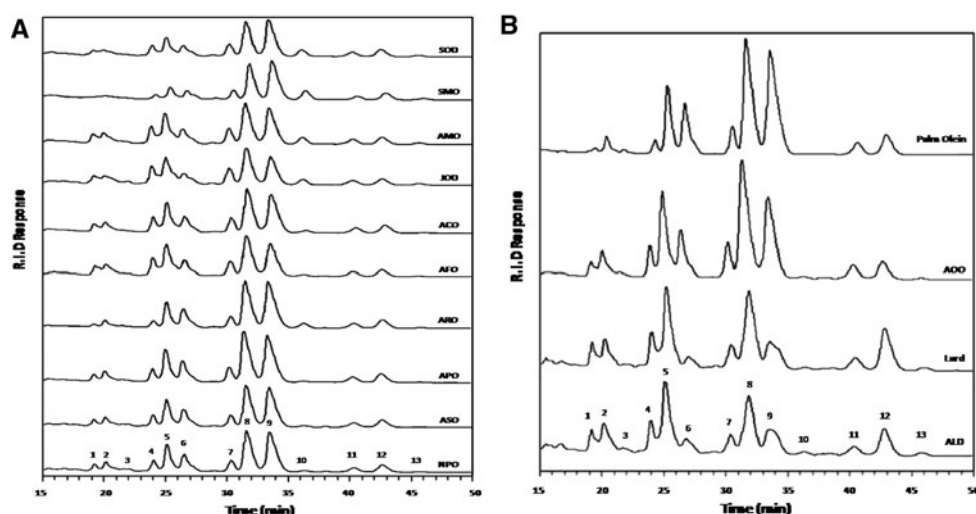 A
SOO
SMO
AMO
JOO
ACO
AFO
ARO
APO
ASO
NPO
1 2 3 4 5 6 7 8 9 10 11 12 13
15 20 25 30 35 40 45 50
Time (min)
R.I.D Response
B
Palm Olein
AOO
Lard
ALD
1 2 3 4 5 6 7 8 9 10 11 12 13
15 20 25 30 35 40 45 50
Time (min)
R.I.D Response